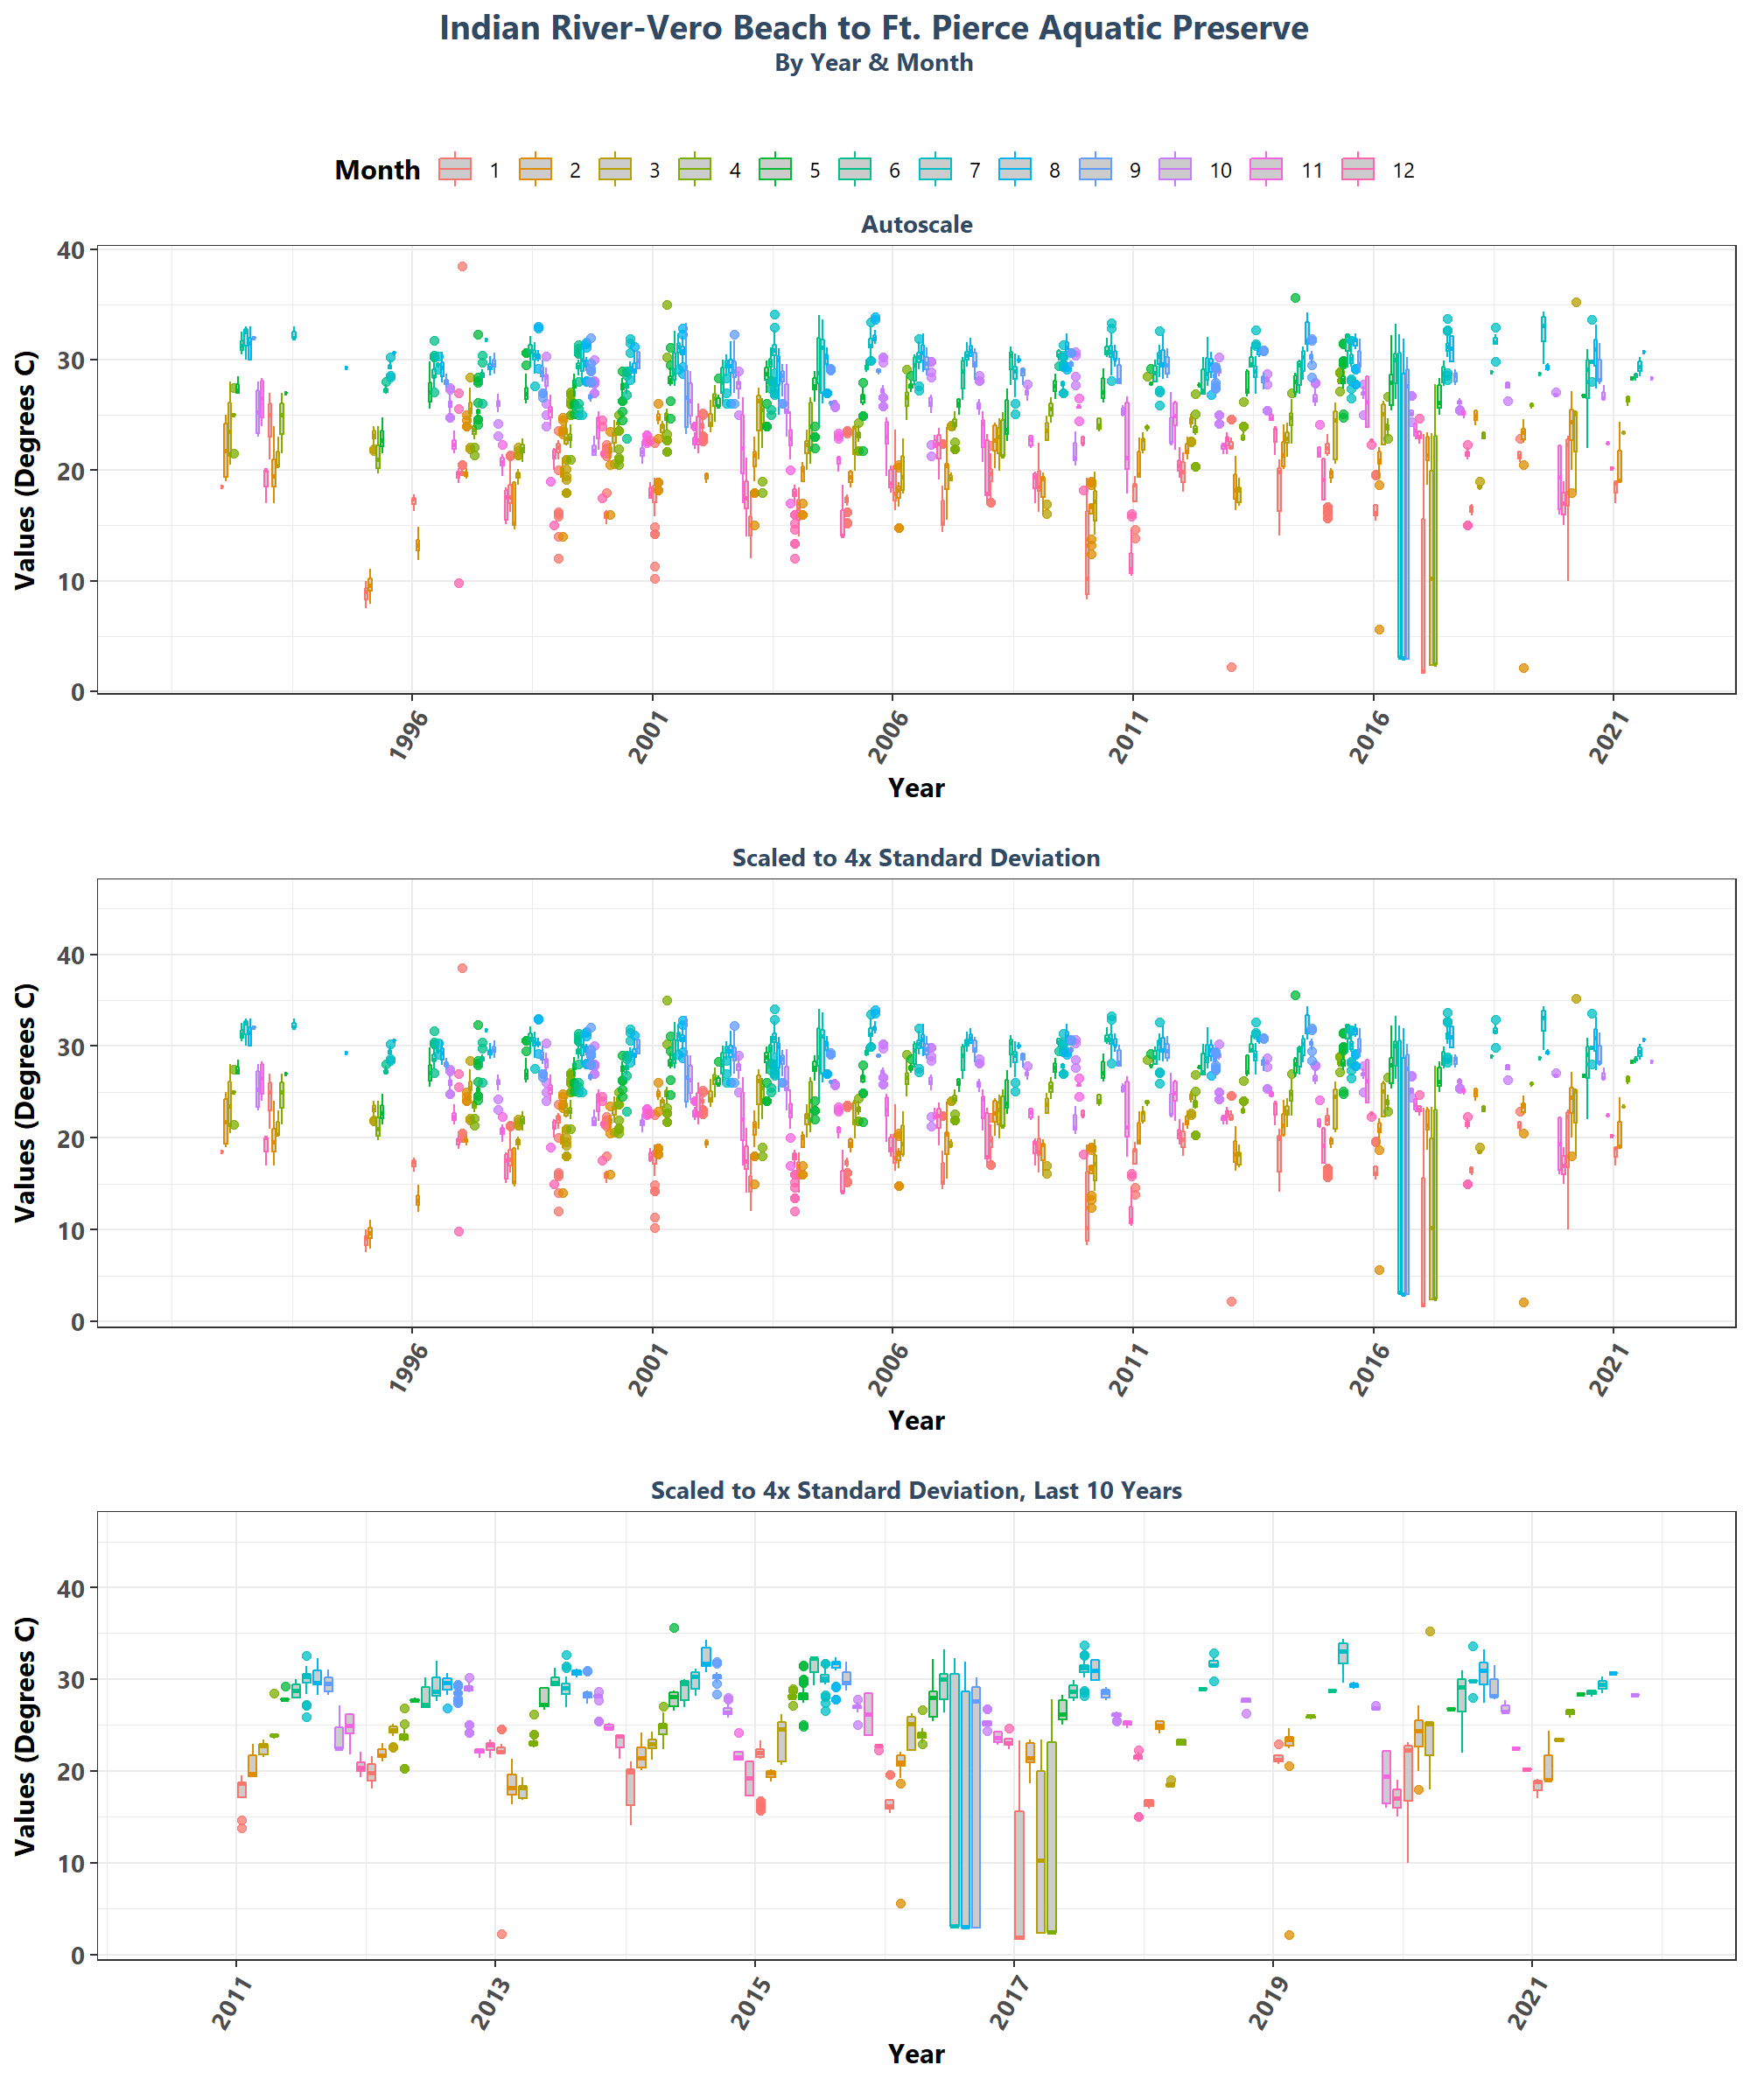 Indian River-Vero Beach to Ft. Pierce Aquatic Preserve
By Year & Month
Month 1 2 3 4 5 6 7 8 9 10 11 12
Autoscale
Values (Degrees C)
40
30
20
10
0
1996 2001 2006 2011 2016 2021
Year
Scaled to 4x Standard Deviation
Values (Degrees C)
40
30
20
10
0
1996 2001 2006 2011 2016 2021
Year
Scaled to 4x Standard Deviation, Last 10 Years
Values (Degrees C)
40
30
20
10
0
2011 2013 2015 2017 2019 2021
Year